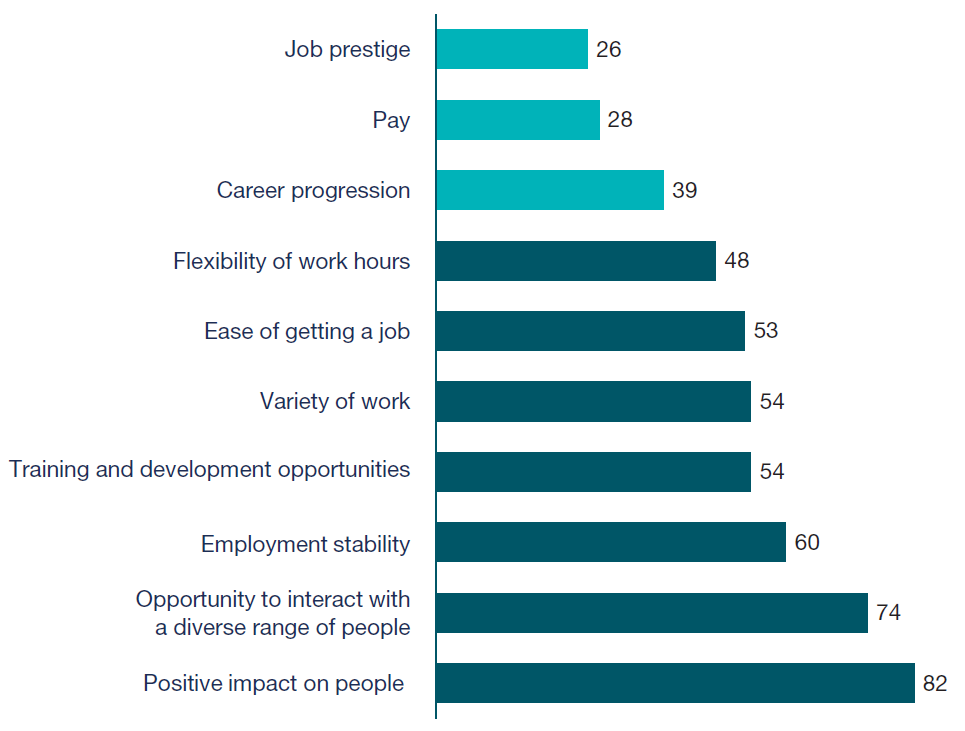 Job prestige 26
Pay 28
Career progression 39
Flexibility of work hours 48
Ease of getting a job 53
Variety of work 54
Training and development opportunities 54
Employment stability 60
Opportunity to interact with
a diverse range of people 74
Positive impact on people 82